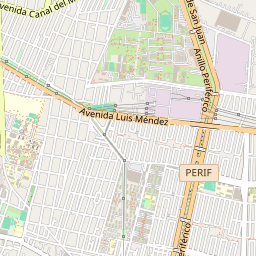 Avenida Canal del M
de San Juan
Anillo Periférico
Avenida Luis Méndez
PERIF
Periférico